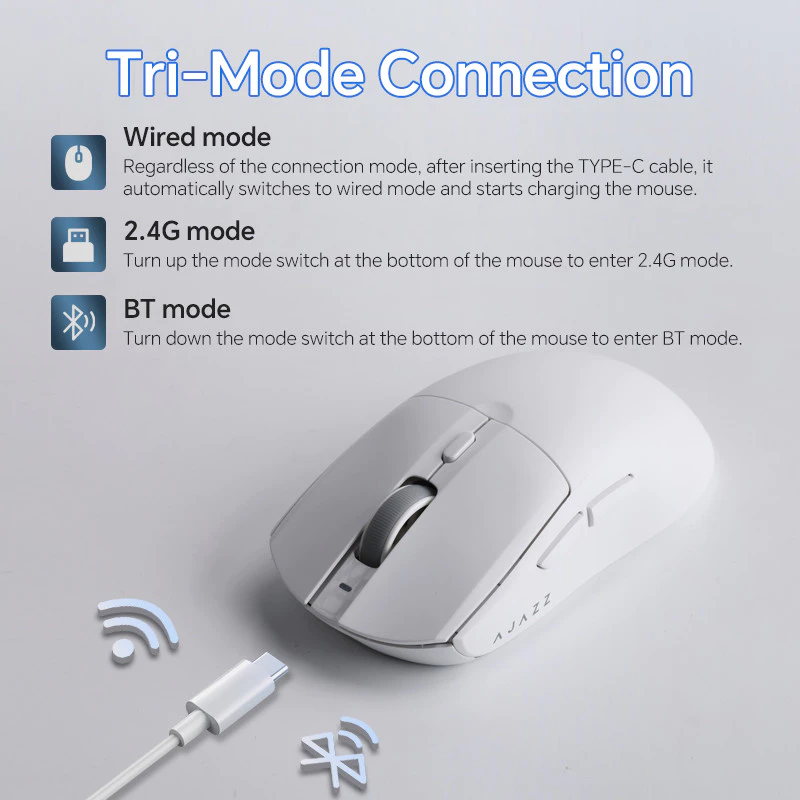 Tri-Mode Connection
Wired mode
Regardless of the connection mode, after inserting the TYPE-C cable, it
automatically switches to wired mode and starts charging the mouse.
2.4G mode
Turn up the mode switch at the bottom of the mouse to enter 2.4G mode.
BT mode
Turn down the mode switch at the bottom of the mouse to enter BT mode.
AJAZZ